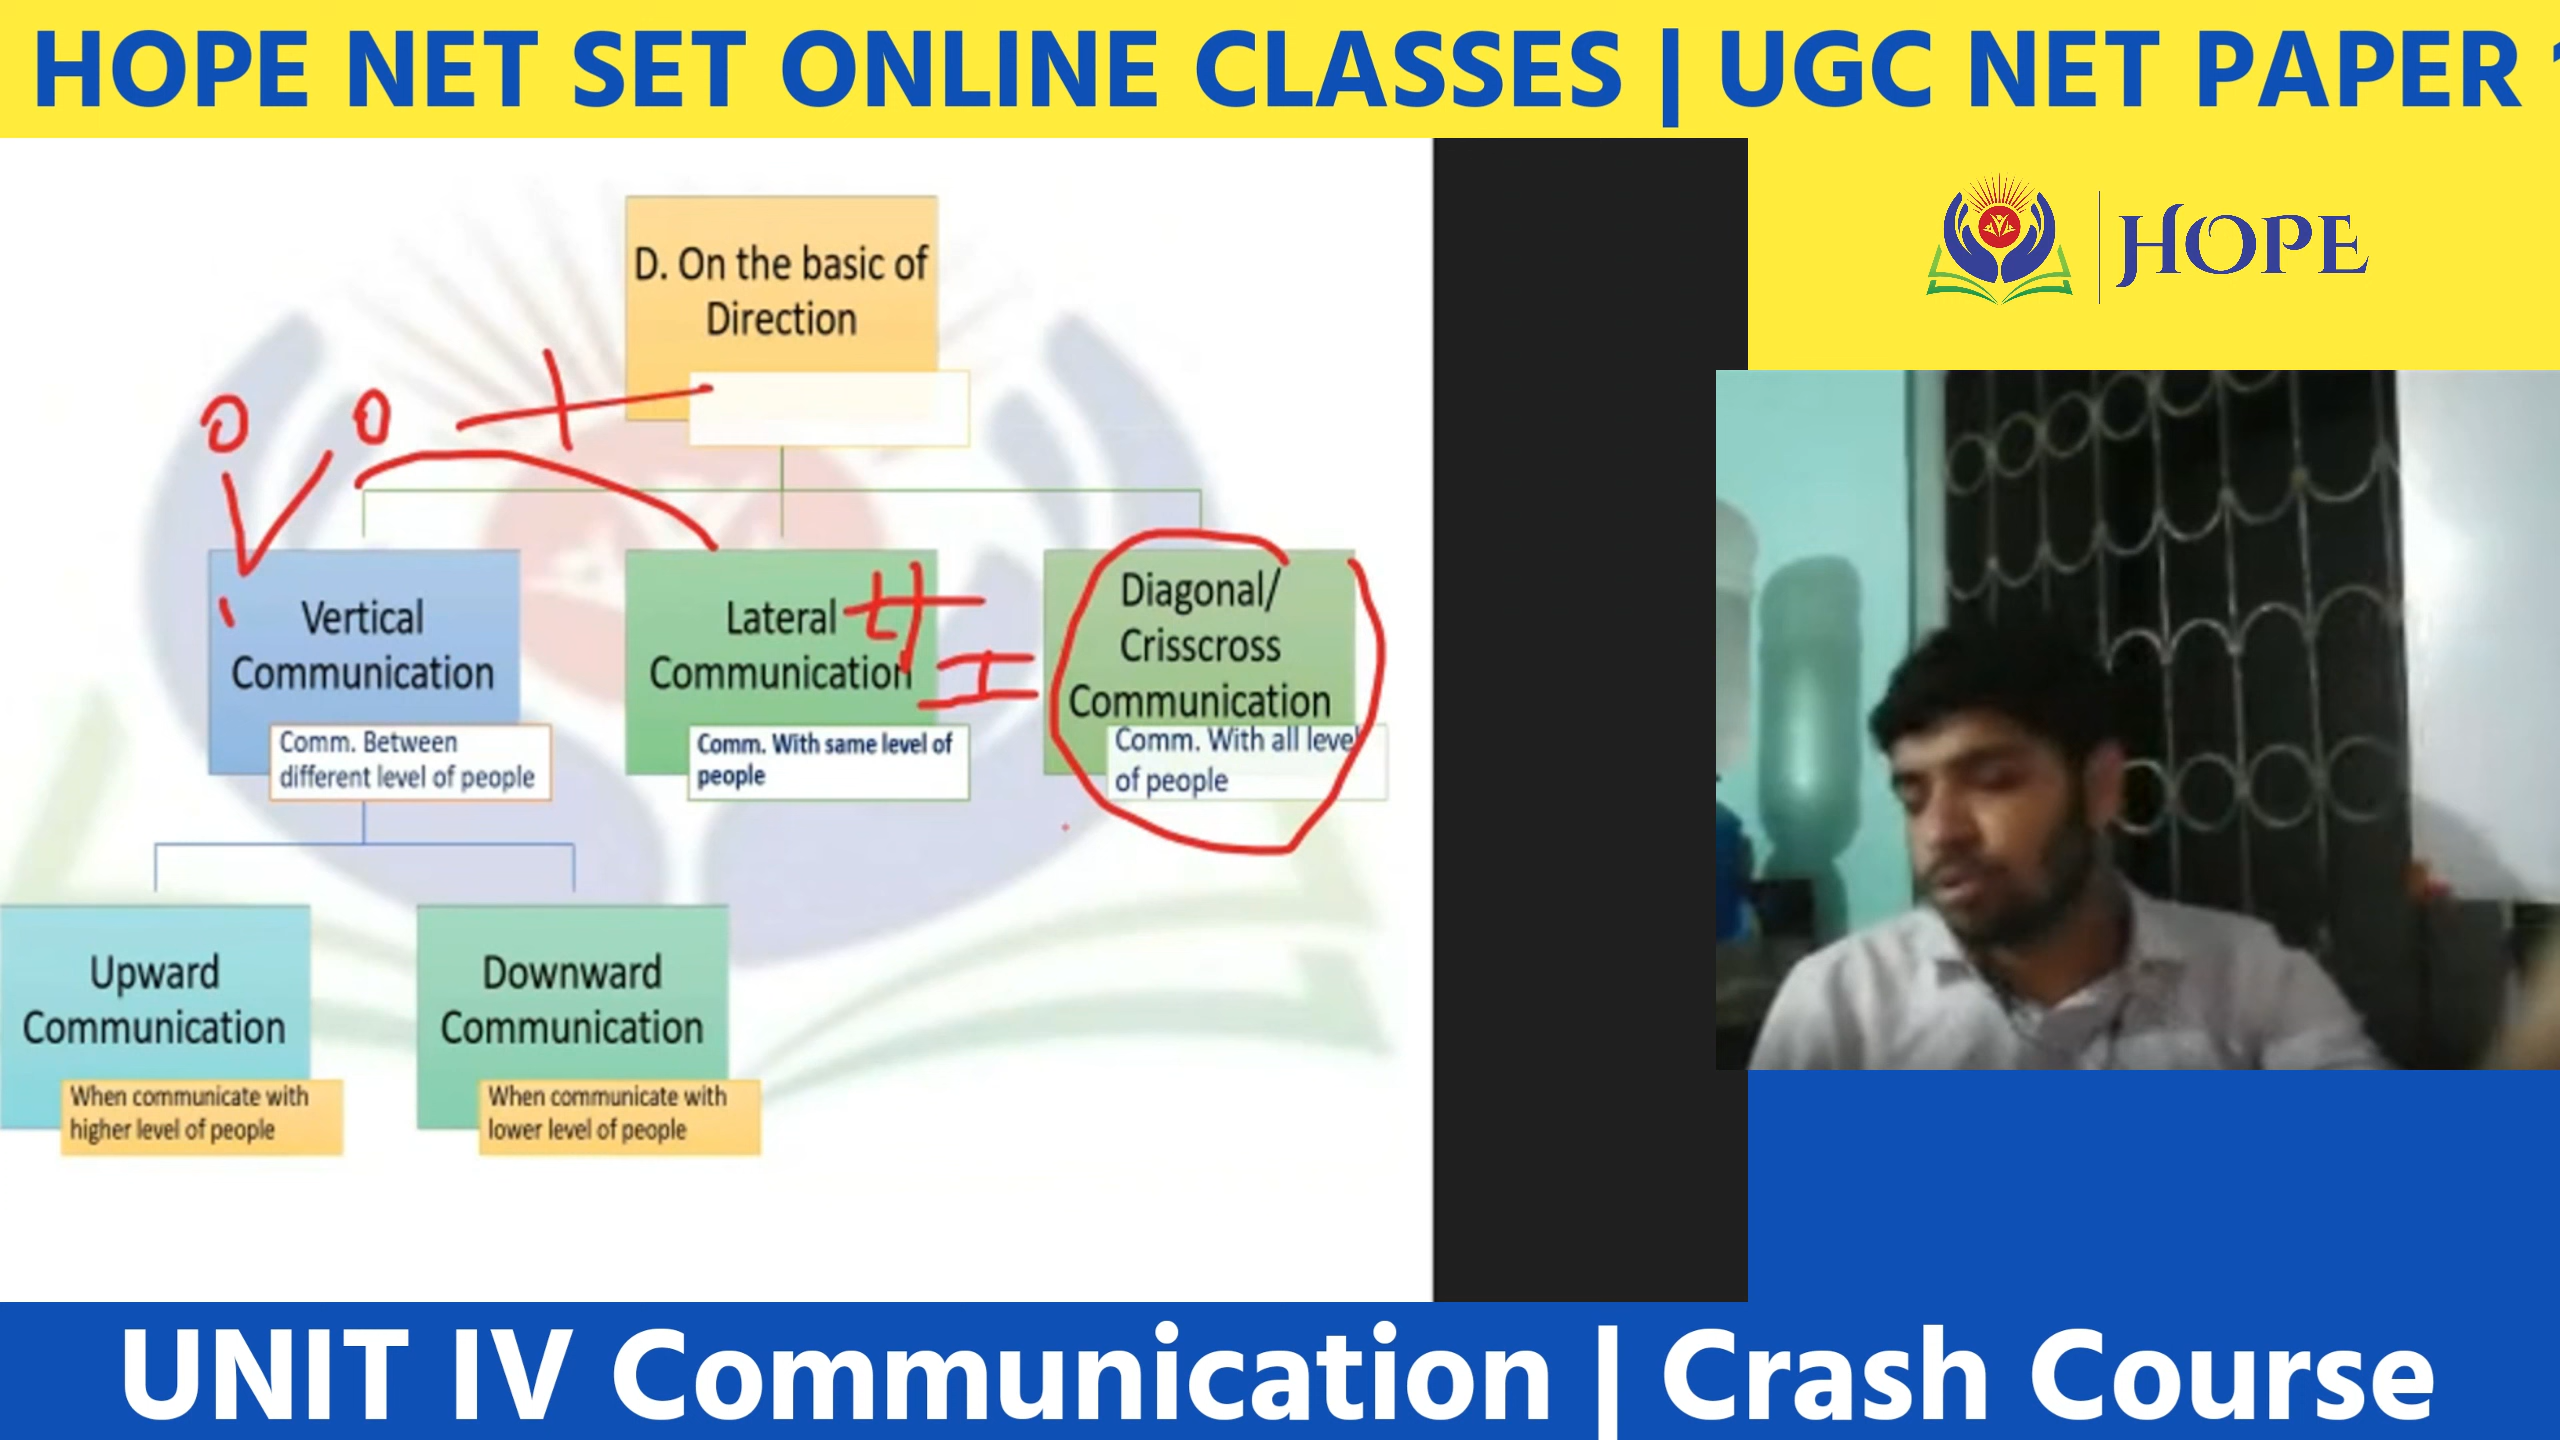 HOPE NET SET ONLINE CLASSES | UGC NET PAPER
HOPE
D. On the basic of
Direction
Vertical
Communication
Comm. Between
different level of people
Lateral
Communication
Comm. With same level of
people
Diagonal/
Crisscross
Communication
Comm. With all level
of people
Upward
Communication
When communicate with
higher level of people
Downward
Communication
When communicate with
lower level of people
UNIT IV Communication | Crash Course